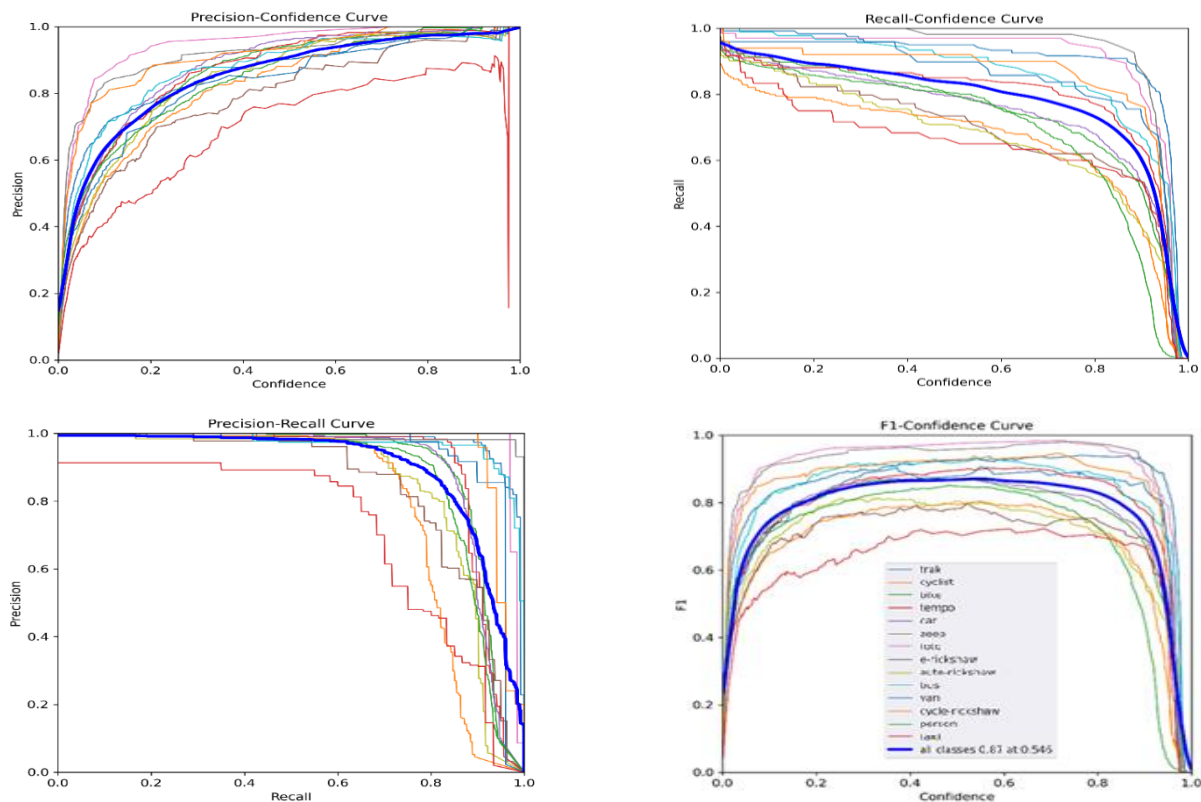 Precision-Confidence Curve
1.0
0.8
0.6
0.4
0.2
0.0
Precision
0.0 0.2 0.4 0.6 0.8 1.0
Confidence
Recall-Confidence Curve
1.0
0.8
0.6
0.4
0.2
0.0
Recall
0.0 0.2 0.4 0.6 0.8 1.0
Confidence
Precision-Recall Curve
1.0
0.8
0.6
0.4
0.2
0.0
Precision
0.0 0.2 0.4 0.6 0.8 1.0
Recall
F1-Confidence Curve
1.0
0.8
0.6
0.4
0.2
0.0
F1
cyclist
tempo
car
e-rickshaw
auto-rickshaw
bus
van
cycle-rickshaw
person
all classes 0.87 at 0.546
0.0 0.2 0.4 0.6 0.8 1.0
Confidence